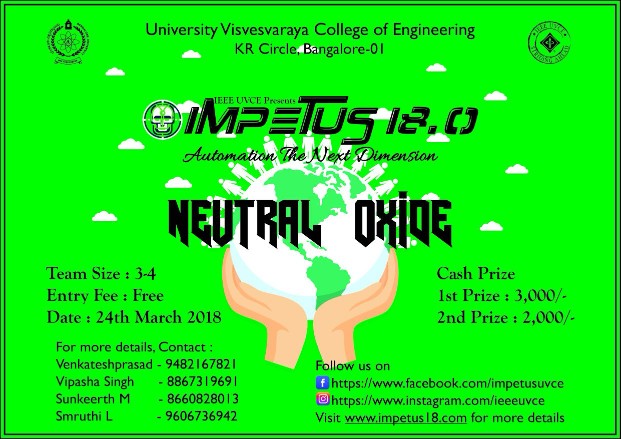 University Visvesvaraya College of Engineering
KR Circle, Bangalore-01
IEEE UVCE Presents
IMPETUS 18.0
Automation The Next Dimension
NEUTRAL OXIDE
Team Size : 3-4
Entry Fee : Free
Date : 24th March 2018
Cash Prize
1st Prize : 3,000/-
2nd Prize : 2,000/-
For more details, Contact :
Venkateshprasad - 9482167821
Vipasha Singh - 8867319691
Sunkeerth M - 8660828013
Smruthi L - 9606736942
Follow us on
https://www.facebook.com/impetusuvce
https://www.instagram.com/ieeeuvce
Visit www.impetus18.com for more details